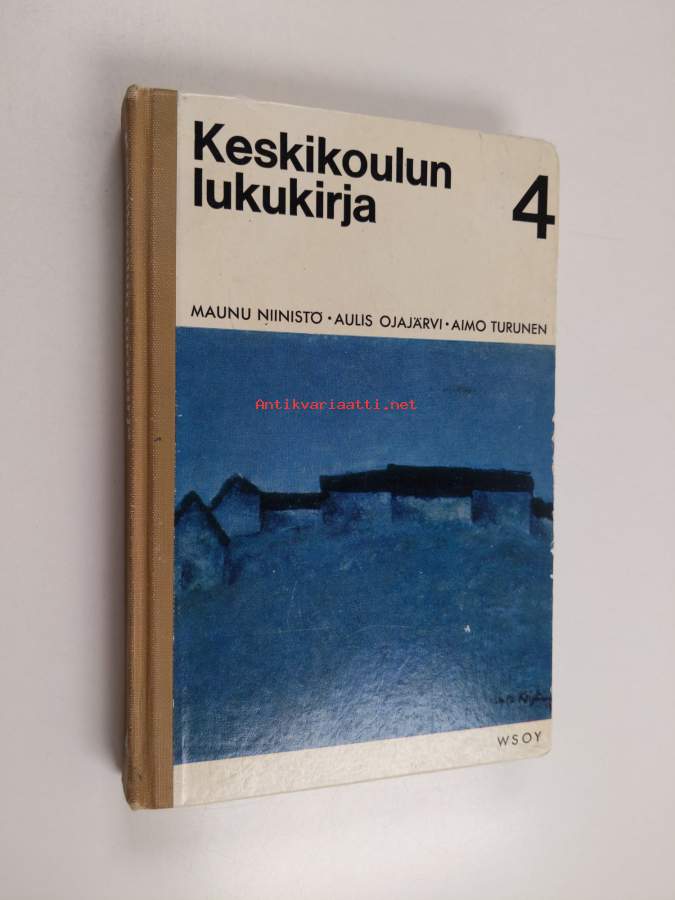 Keskikoulun
lukukirja 4
MAUNU NIINISTÖ • AULIS OJAJÄRVI • AIMO TURUNEN
Antikvariaatti.net
WSOY